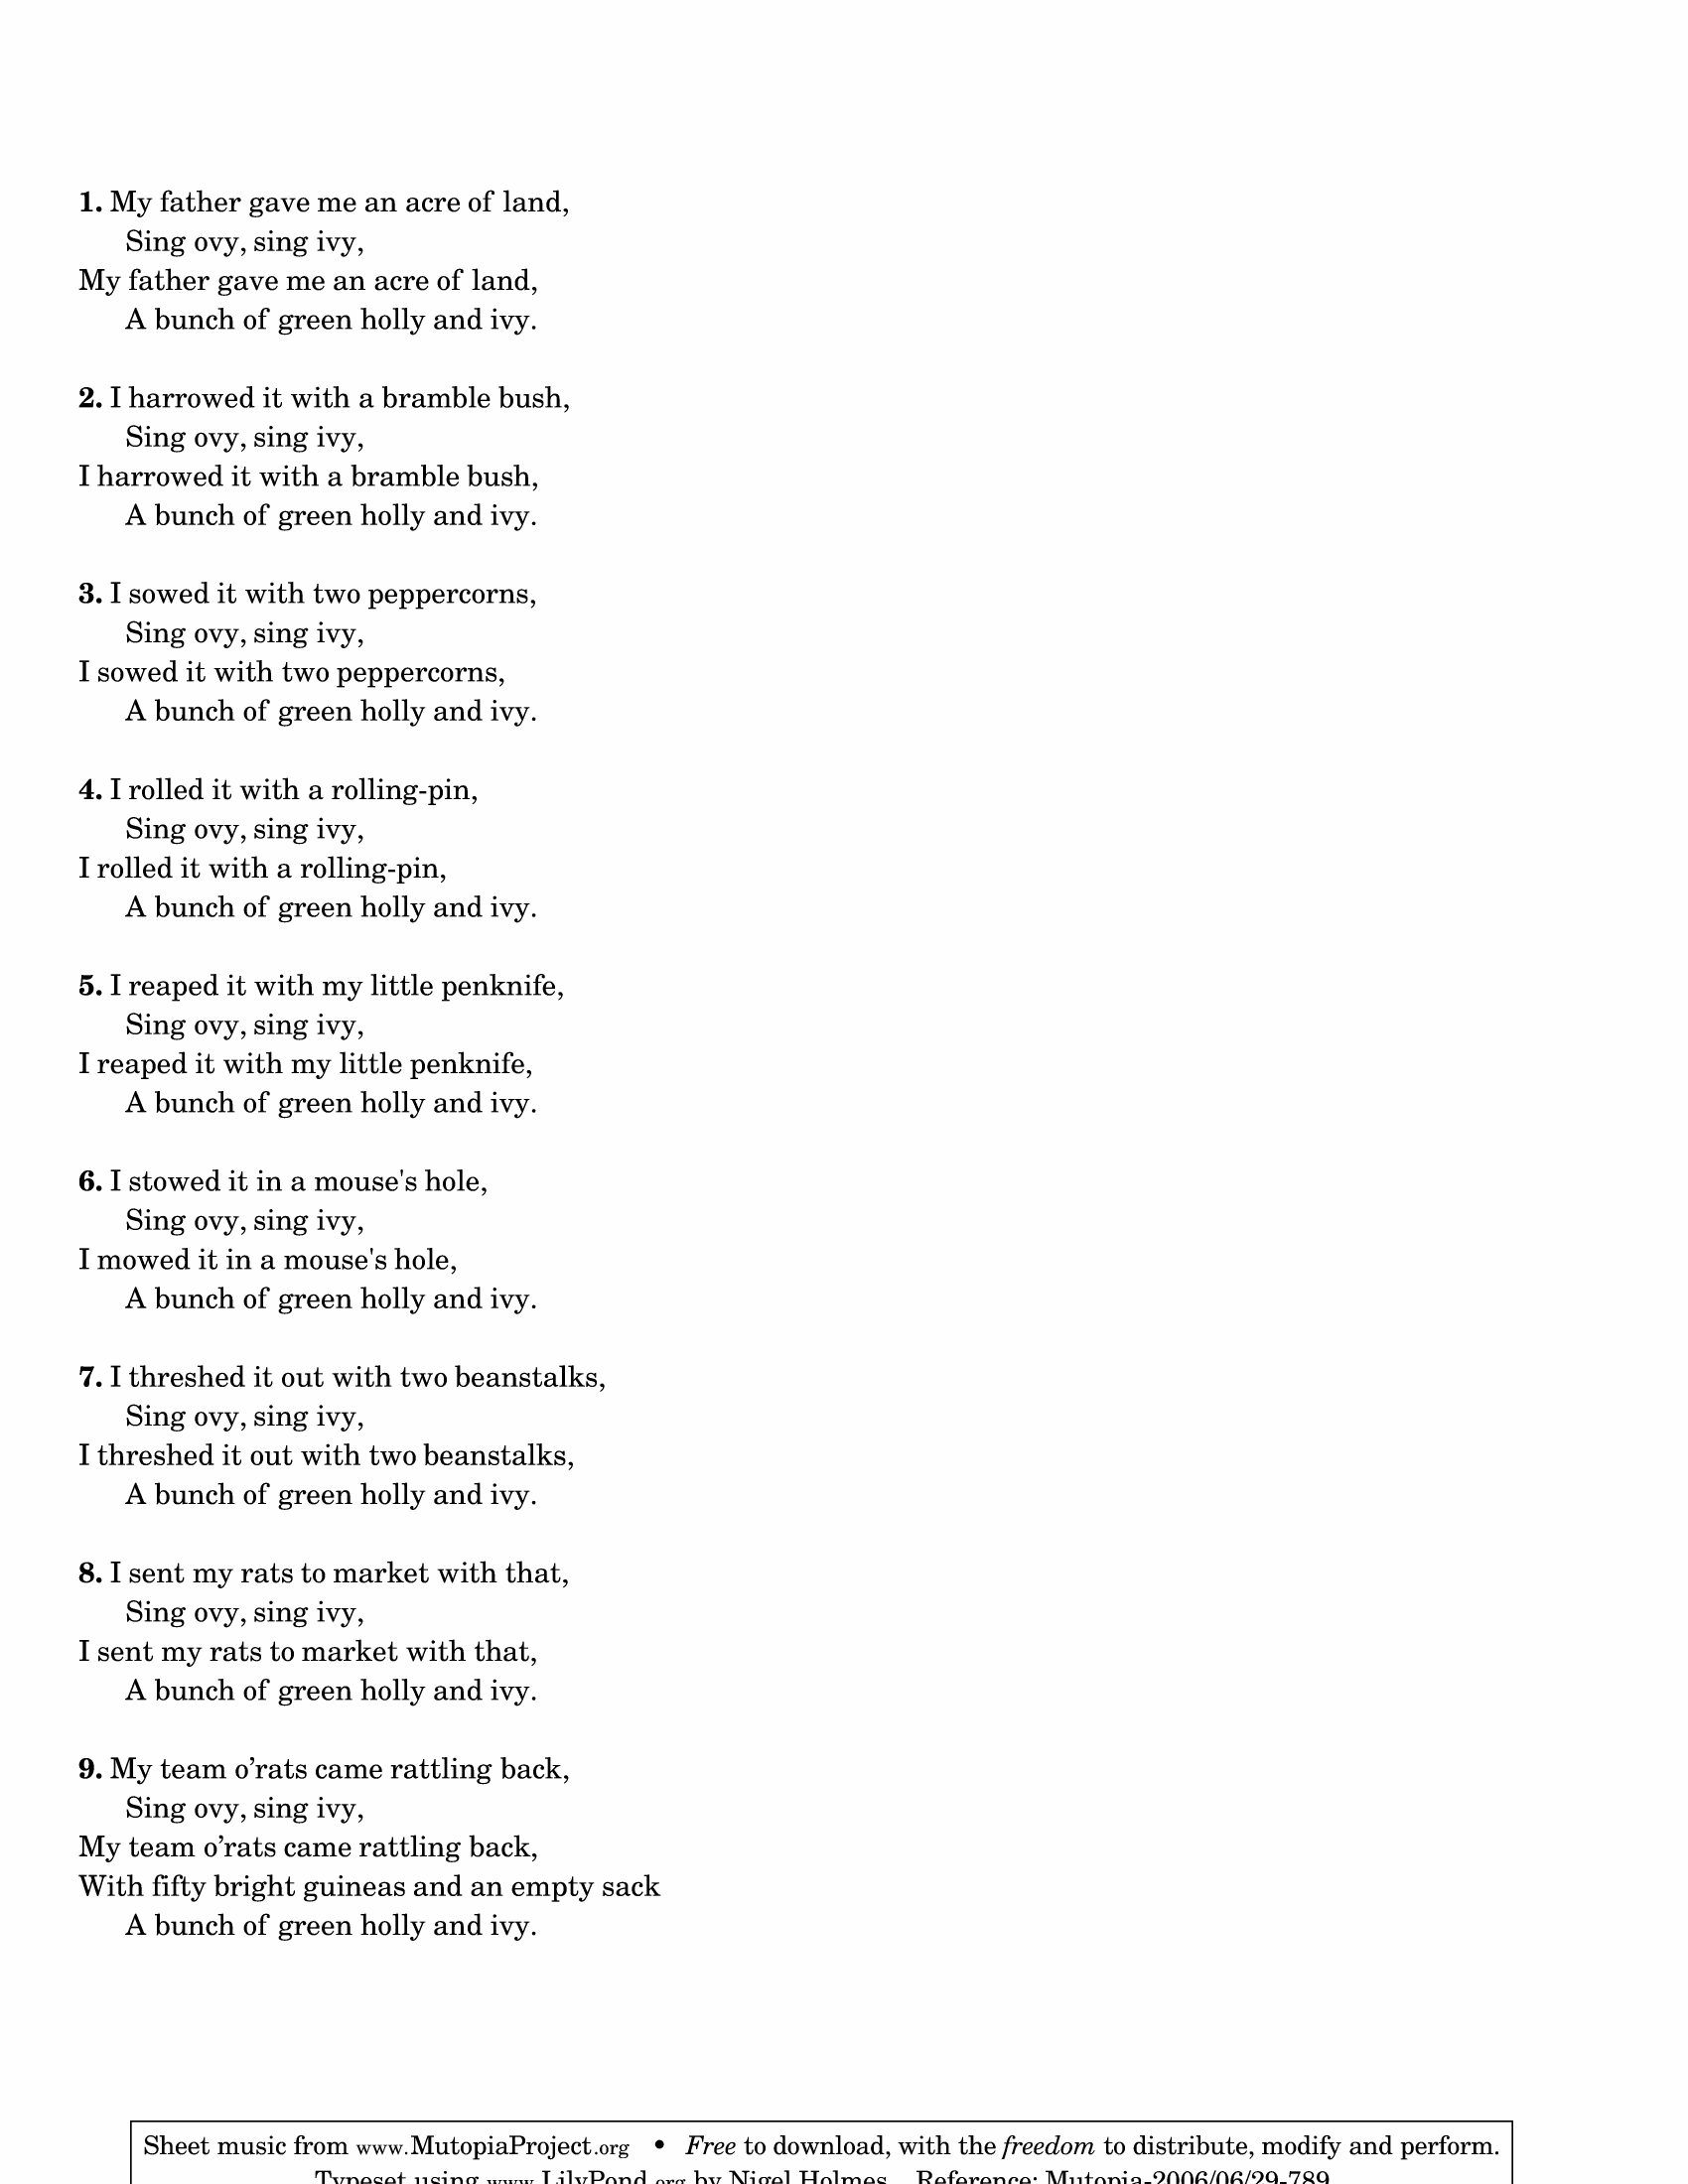 1. My father gave me an acre of land,
Sing ovy, sing ivy,
My father gave me an acre of land,
A bunch of green holly and ivy.
2. I harrowed it with a bramble bush,
Sing ovy, sing ivy,
I harrowed it with a bramble bush,
A bunch of green holly and ivy.
3. I sowed it with two peppercorns,
Sing ovy, sing ivy,
I sowed it with two peppercorns,
A bunch of green holly and ivy.
4. I rolled it with a rolling-pin,
Sing ovy, sing ivy,
I rolled it with a rolling-pin,
A bunch of green holly and ivy.
5. I reaped it with my little penknife,
Sing ovy, sing ivy,
I reaped it with my little penknife,
A bunch of green holly and ivy.
6. I stowed it in a mouse's hole,
Sing ovy, sing ivy,
I mowed it in a mouse's hole,
A bunch of green holly and ivy.
7. I threshed it out with two beanstalks,
Sing ovy, sing ivy,
I threshed it out with two beanstalks,
A bunch of green holly and ivy.
8. I sent my rats to market with that,
Sing ovy, sing ivy,
I sent my rats to market with that,
A bunch of green holly and ivy.
9. My team o’rats came rattling back,
Sing ovy, sing ivy,
My team o’rats came rattling back,
With fifty bright guineas and an empty sack
A bunch of green holly and ivy.
Sheet music from www.MutopiaProject.org • Free to download, with the freedom to distribute, modify and perform.
Typeset using www.LilyPond.org by Nigel Holmes. Reference: Mutopia-2006/06/29-789